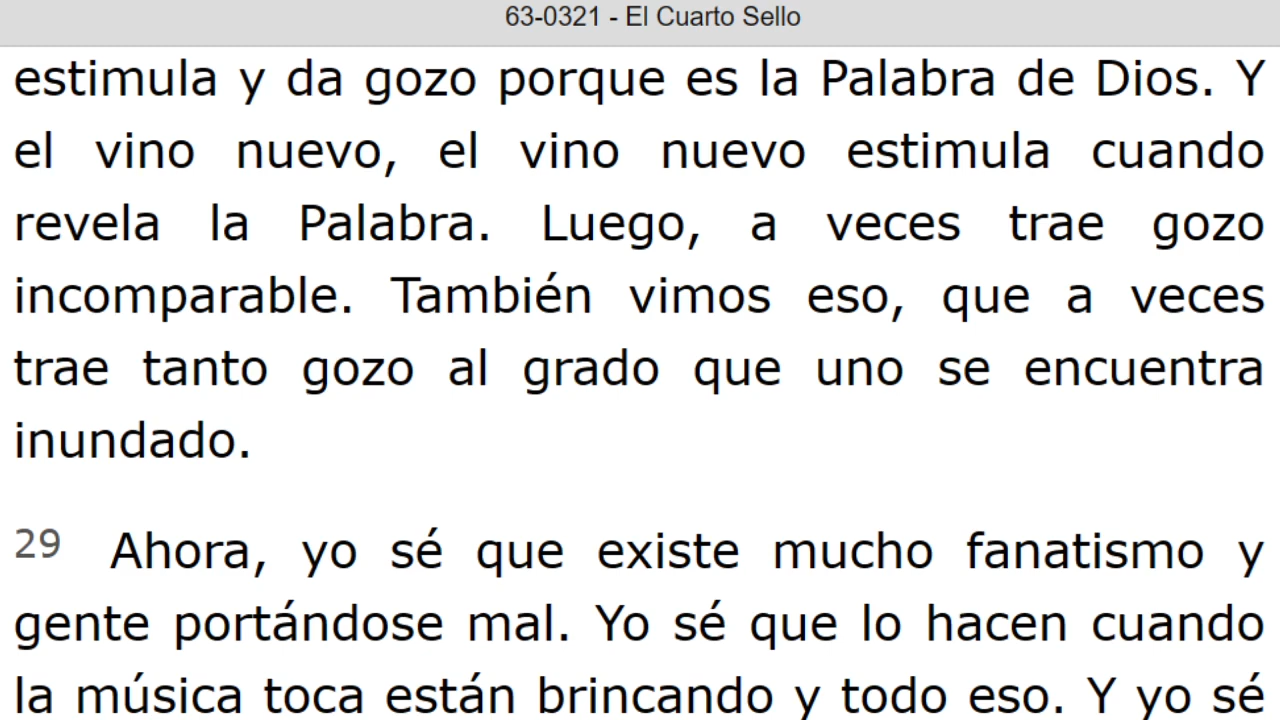 63-0321 - El Cuarto Sello
estimula y da gozo porque es la Palabra de Dios. Y
el vino nuevo, el vino nuevo estimula cuando
revela la Palabra. Luego, a veces trae gozo
incomparable. También vimos eso, que a veces
trae tanto gozo al grado que uno se encuentra
inundado.
29 Ahora, yo sé que existe mucho fanatismo y
gente portándose mal. Yo sé que lo hacen cuando
la música toca están brincando y todo eso. Y yo sé